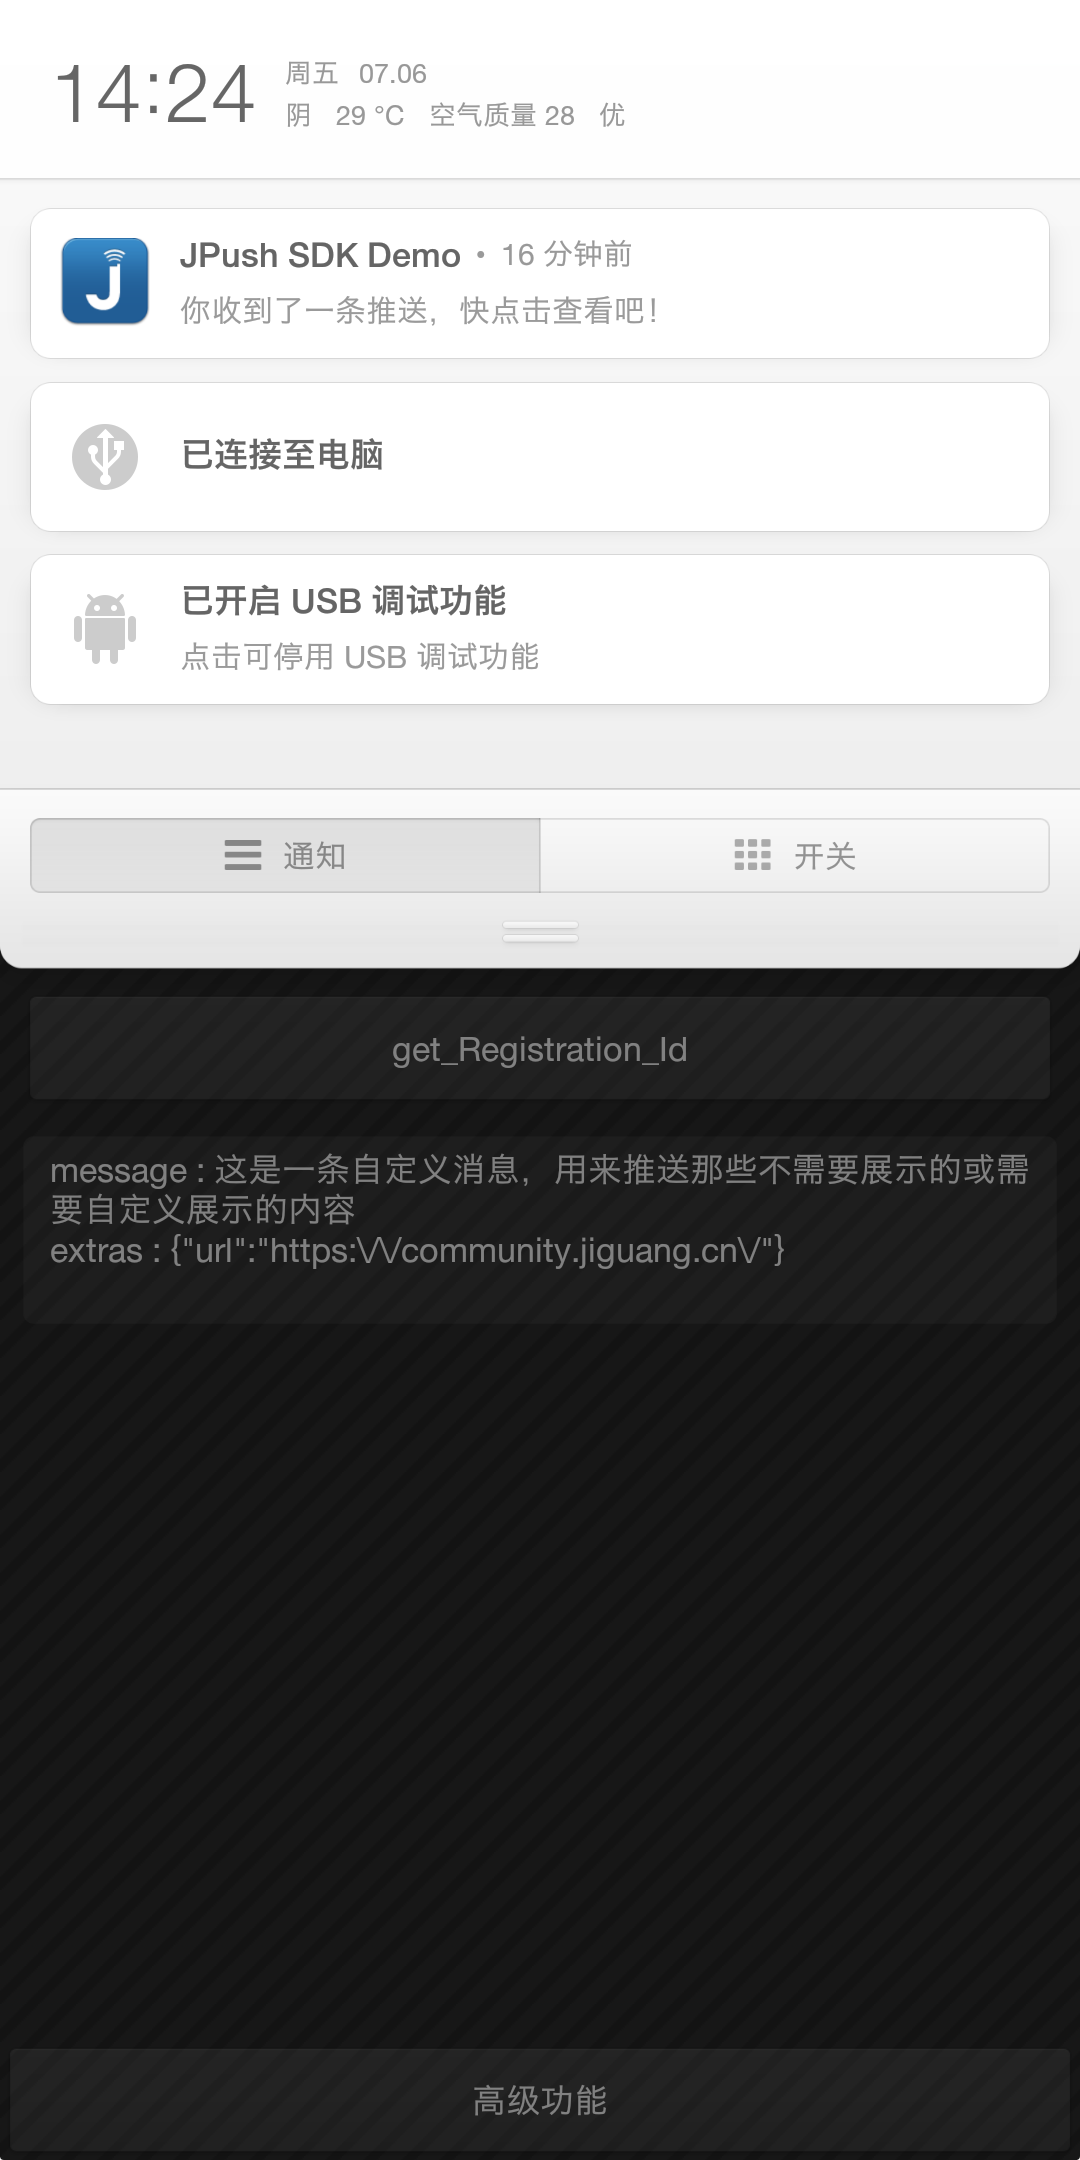 14:24
周五 07.06
阴 29 °C 空气质量 28 优
JPush SDK Demo • 16 分钟前
你收到了一条推送，快点击查看吧！
已连接至电脑
已开启 USB 调试功能
点击可停用 USB 调试功能
通知 开关
get_Registration_Id
message : 这是一条自定义消息，用来推送那些不需要展示的或需
要自定义展示的内容
extras : {"url":"https:\/\/community.jiguang.cn\/"}
高级功能